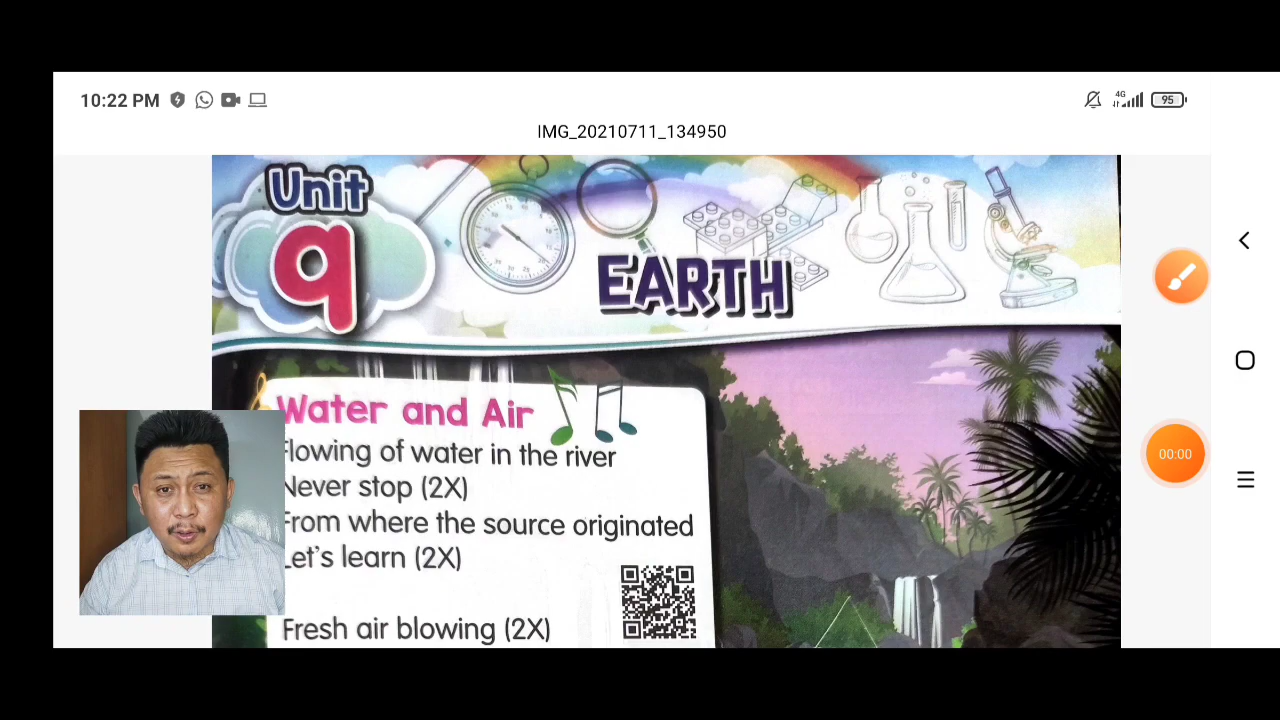 10:22 PM
4G
95
IMG_20210711_134950
Unit
9
EARTH
Water and Air
Flowing of water in the river
Never stop (2X)
From where the source originated
Let's learn (2X)
Fresh air blowing (2X)
00:00